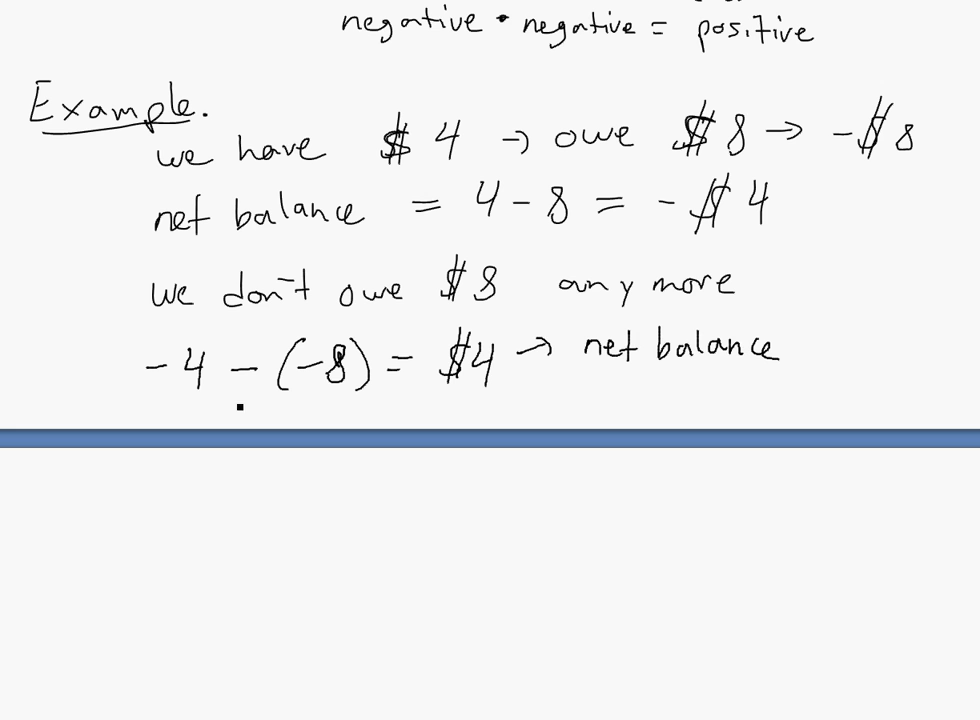 negative • negative = positive
Example.
we have $ 4 → owe $ 8 → -$ 8
net balance = 4 - 8 = -$ 4
we don't owe $8 any more
- 4 - (-8) = $4 → net balance